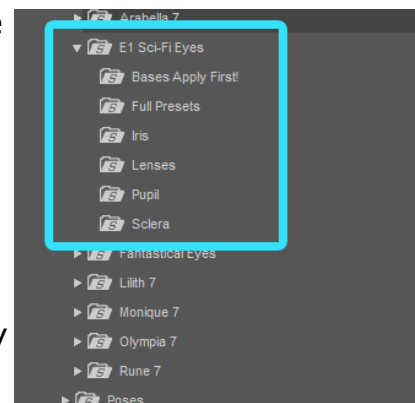 e
Arabella 7
E1 Sci-Fi Eyes
Bases Apply First!
Full Presets
Iris
Lenses
Pupil
Sclera
Fantastical Eyes
Lilith 7
Monique 7
y
Olympia 7
Rune 7
Poses